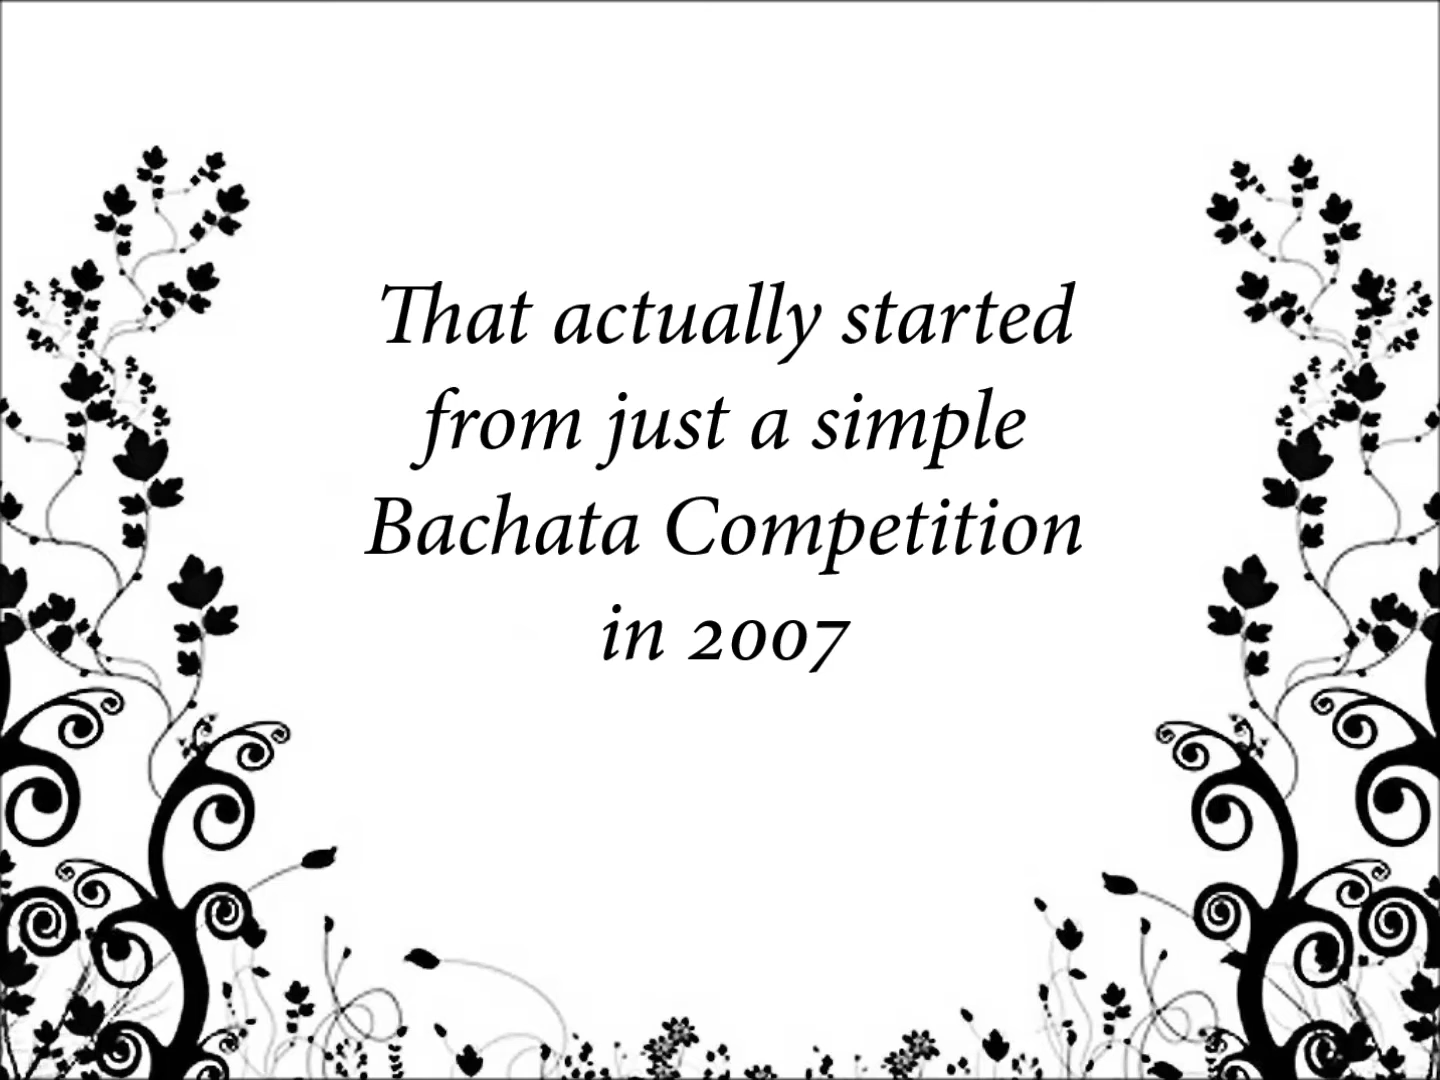 That actually started
from just a simple
Bachata Competition
in 2007